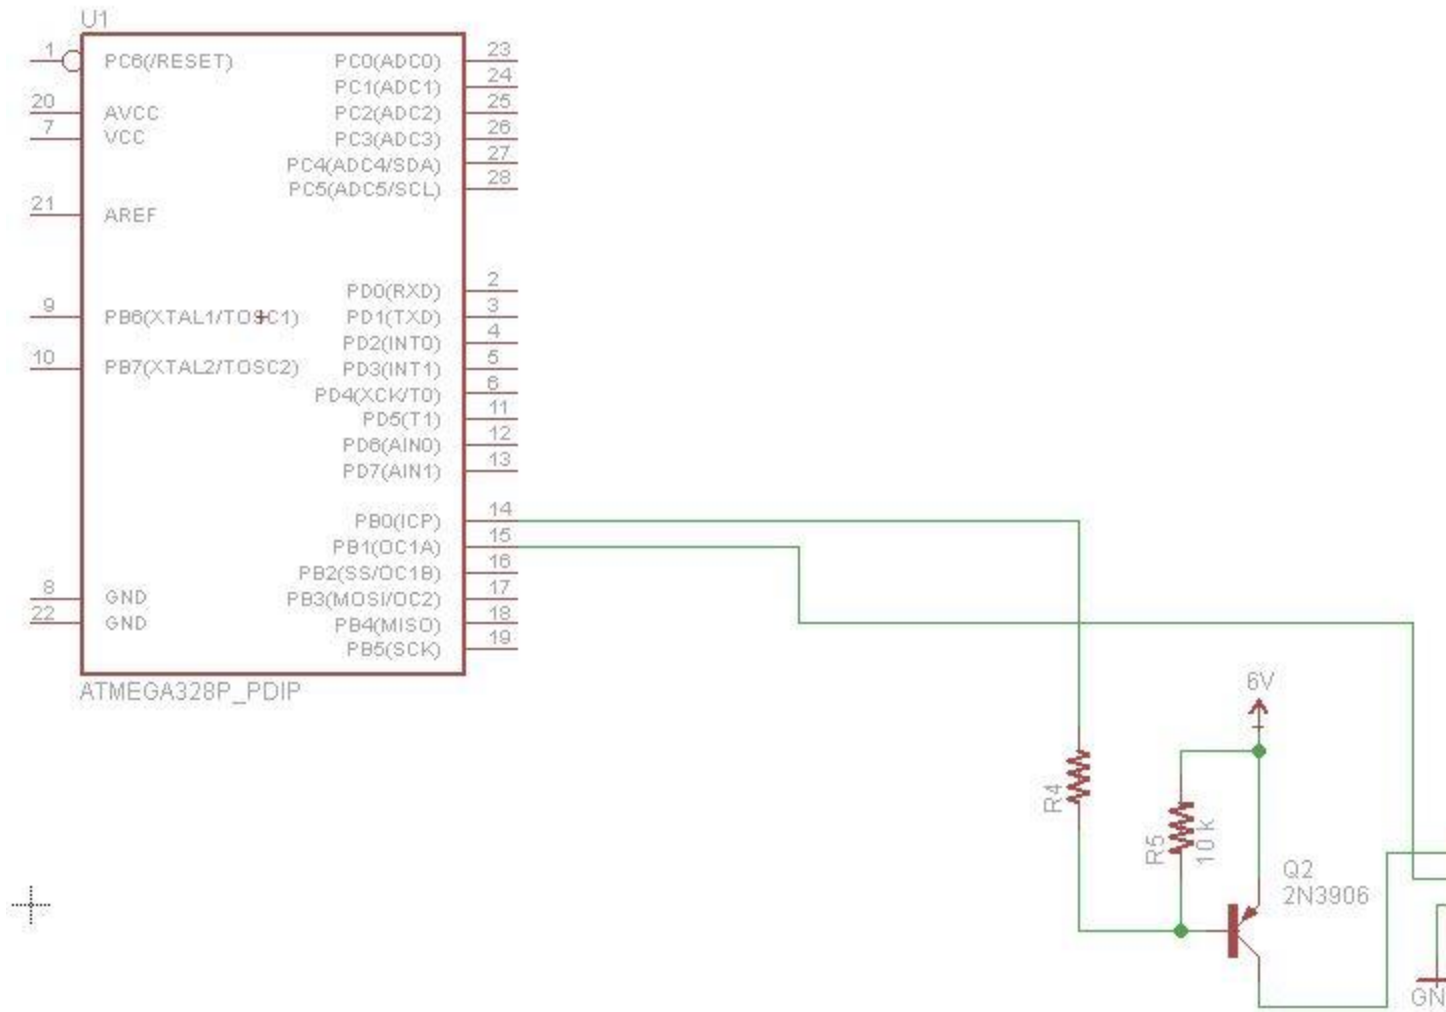 U1
1 PC6(/RESET) PC0(ADC0) 23
PC1(ADC1) 24
20 AVCC PC2(ADC2) 25
7 VCC PC3(ADC3) 26
PC4(ADC4/SDA) 27
PC5(ADC5/SCL) 28
21 AREF
PD0(RXD) 2
9 PB6(XTAL1/TOSC1) PD1(TXD) 3
PD2(INT0) 4
10 PB7(XTAL2/TOSC2) PD3(INT1) 5
PD4(XCK/T0) 6
PD5(T1) 11
PD6(AIN0) 12
PD7(AIN1) 13
PB0(ICP) 14
PB1(OC1A) 15
PB2(SS/OC1B) 16
8 GND PB3(MOSI/OC2) 17
22 GND PB4(MISO) 18
PB5(SCK) 19
ATMEGA328P_PDIP
6V
R4
R5
10 k
Q2
2N3906
GN